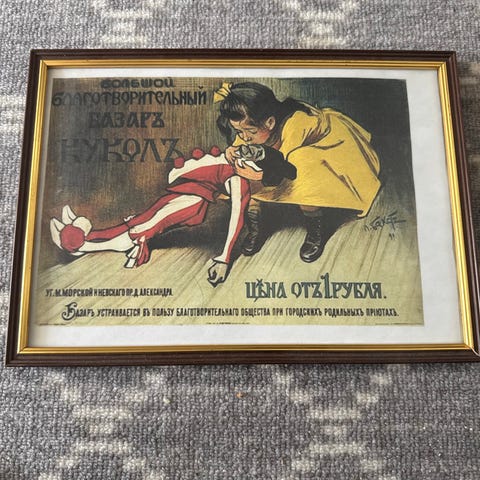 БОЛЬШОЙ
БЛАГОТВОРИТЕЛЬНЫЙ
БАЗАРЪ
КУКОЛЪ
УГ. М. МОРСКОЙ И НЕВСКАГО ПР. Д. АЛЕКСАНДРА.
ЦѢНА ОТЪ 1 РУБЛЯ.
БАЗАРЪ УСТРАИВАЕТСЯ ВЪ ПОЛЬЗУ БЛАГОТВОРИТЕЛЬНАГО ОБЩЕСТВА ПРИ ГОРОДСКИХЪ РОДИЛЬНЫХЪ ПРІЮТАХЪ.